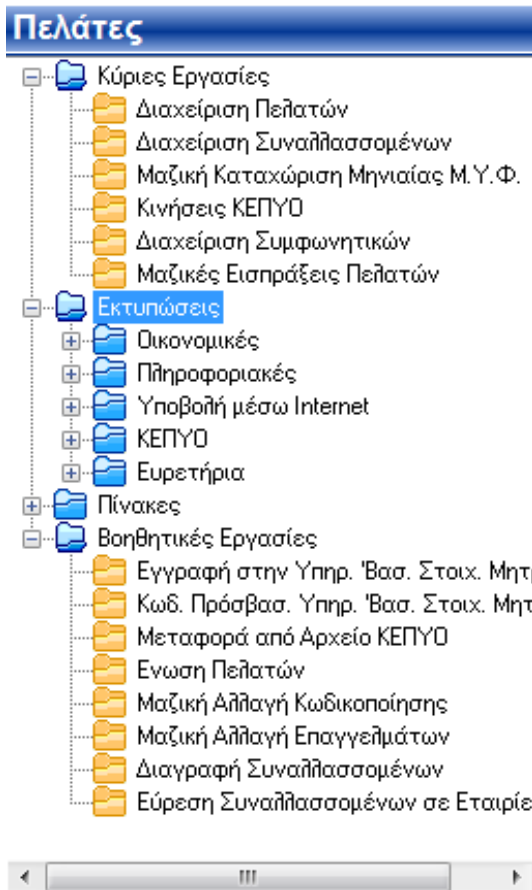 Πελάτες
Κύριες Εργασίες
Διαχείριση Πελατών
Διαχείριση Συναλλασσομένων
Μαζική Καταχώριση Μηνιαίας Μ.Υ.Φ.
Κινήσεις ΚΕΠΥΟ
Διαχείριση Συμφωνητικών
Μαζικές Εισπράξεις Πελατών
Εκτυπώσεις
Οικονομικές
Πληροφοριακές
Υποβολή μέσω Internet
ΚΕΠΥΟ
Ευρετήρια
Πίνακες
Βοηθητικές Εργασίες
Εγγραφή στην Υπηρ. 'Βασ. Στοιχ. Μητρ
Κωδ. Πρόσβασ. Υπηρ. 'Βασ. Στοιχ. Μητ
Μεταφορά από Αρχείο ΚΕΠΥΟ
Ενωση Πελατών
Μαζική Αλλαγή Κωδικοποίησης
Μαζική Αλλαγή Επαγγελμάτων
Διαγραφή Συναλλασσομένων
Εύρεση Συναλλασσομένων σε Εταιρίε